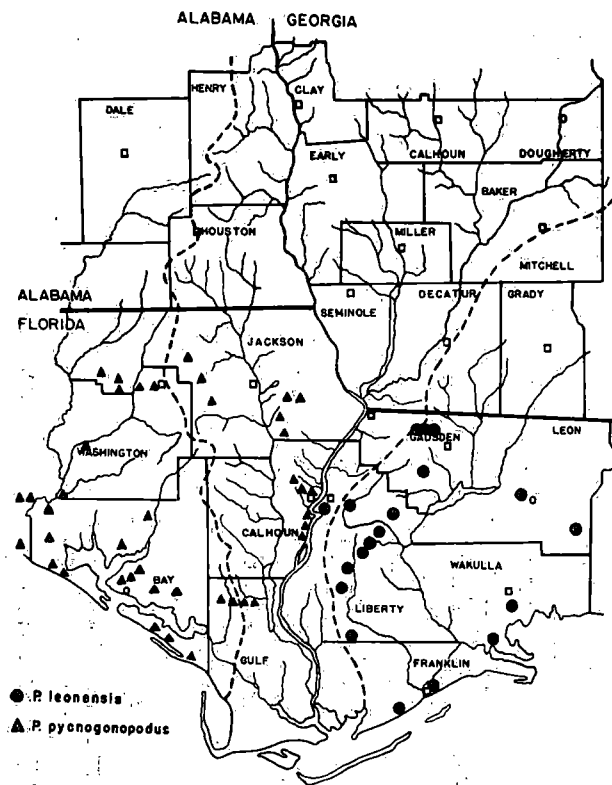 ALABAMA GEORGIA
HENRY
CLAY
DALE
EARLY
CALHOUN
DOUGHERTY
BAKER
HOUSTON
MILLER
MITCHELL
ALABAMA
FLORIDA
SEMINOLE
DECATUR
GRADY
JACKSON
LEON
GADSDEN
WASHINGTON
CALHOUN
WAKULLA
BAY
LIBERTY
GULF
FRANKLIN
P. leonensis
P. pycnogonopodus